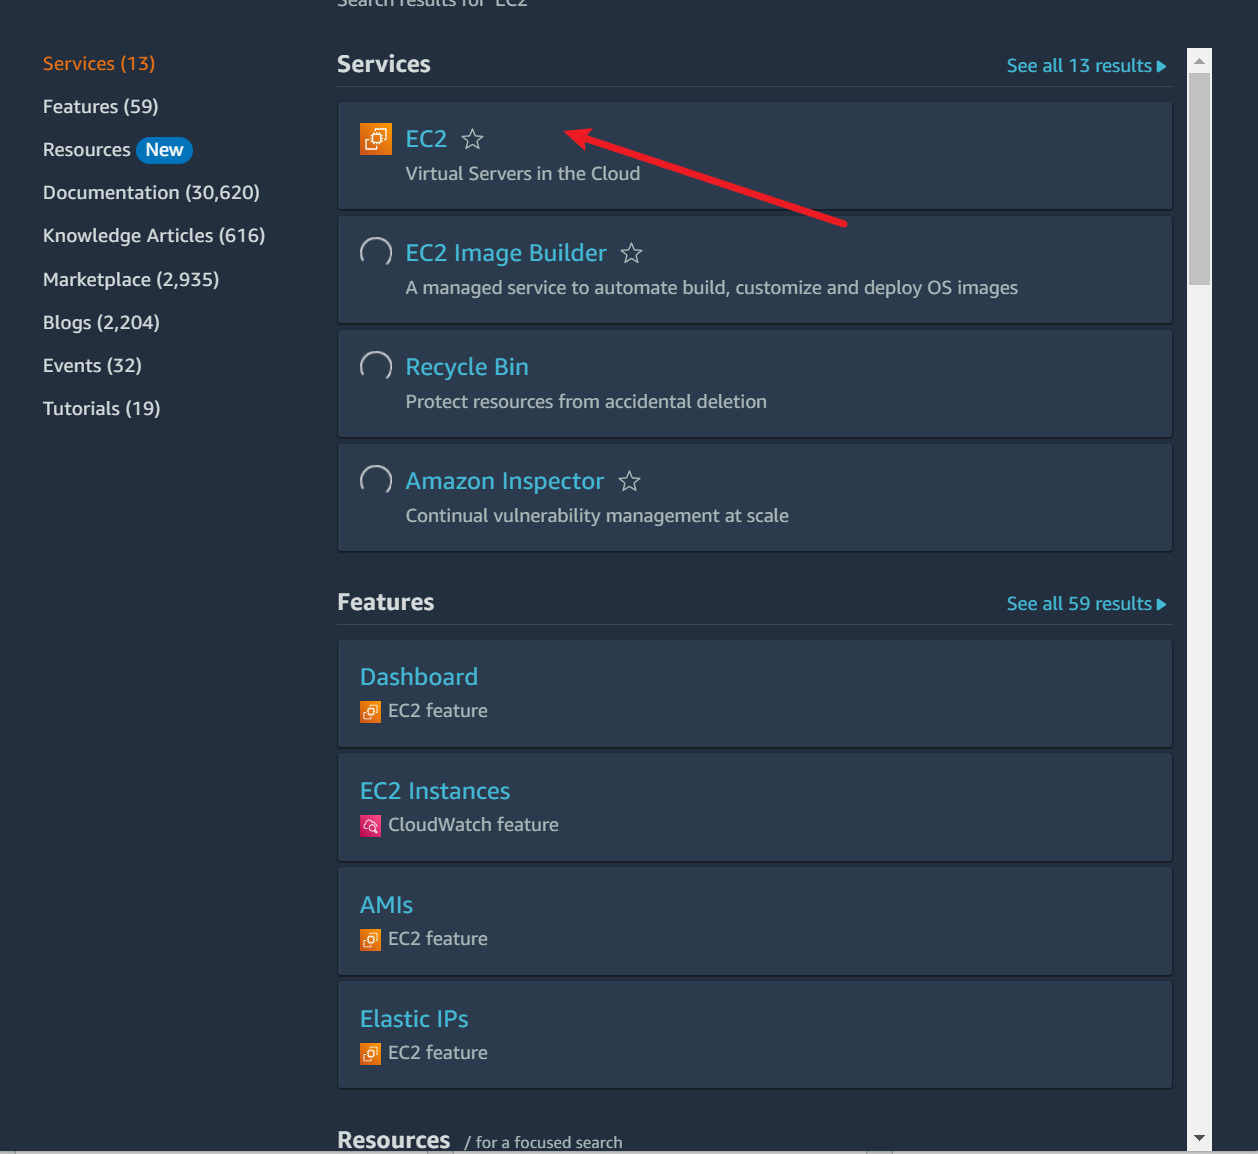 Search results for 'EC2'
Services (13)
Features (59)
Resources New
Documentation (30,620)
Knowledge Articles (616)
Marketplace (2,935)
Blogs (2,204)
Events (32)
Tutorials (19)
Services
See all 13 results
EC2
Virtual Servers in the Cloud
EC2 Image Builder
A managed service to automate build, customize and deploy OS images
Recycle Bin
Protect resources from accidental deletion
Amazon Inspector
Continual vulnerability management at scale
Features
See all 59 results
Dashboard
EC2 feature
EC2 Instances
CloudWatch feature
AMIs
EC2 feature
Elastic IPs
EC2 feature
Resources / for a focused search